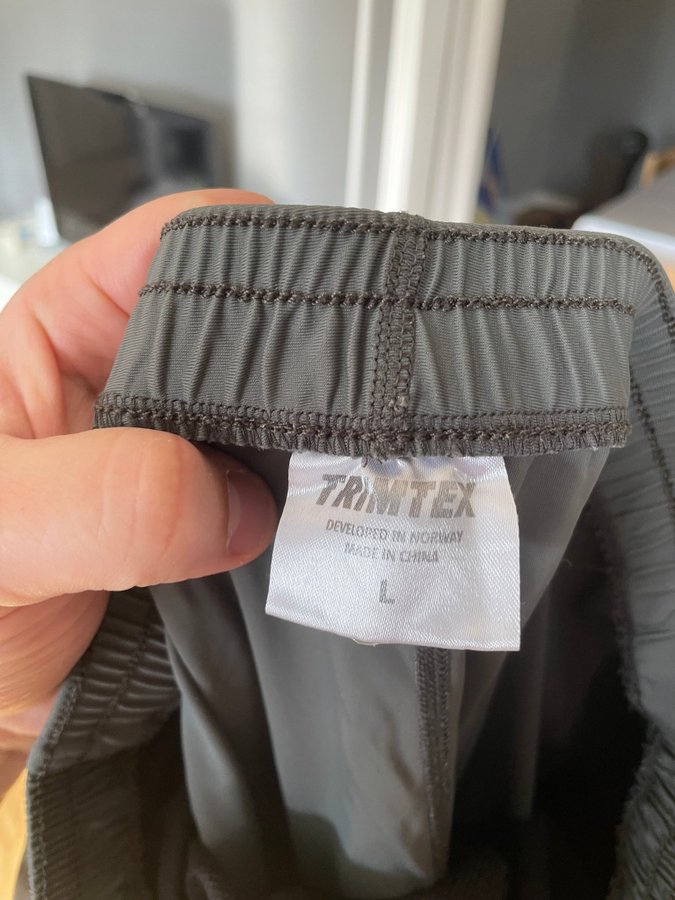 TRIMTEX
DEVELOPED IN NORWAY
MADE IN CHINA
L